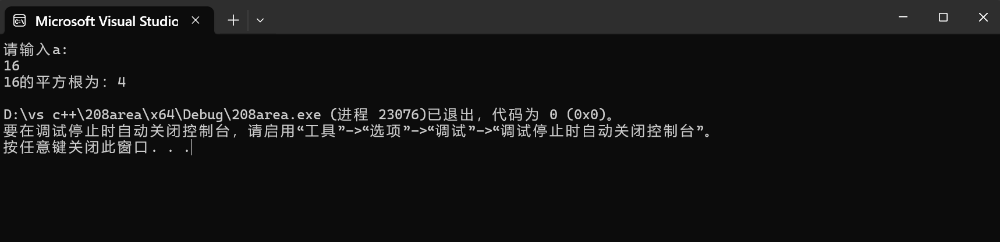 Microsoft Visual Studio
请输入a:
16
16的平方根为: 4
D:\vs c++\208area\x64\Debug\208area.exe (进程 23076)已退出，代码为 0 (0x0)。
要在调试停止时自动关闭控制台，请启用“工具”->“选项”->“调试”->“调试停止时自动关闭控制台”。
按任意键关闭此窗口. . .